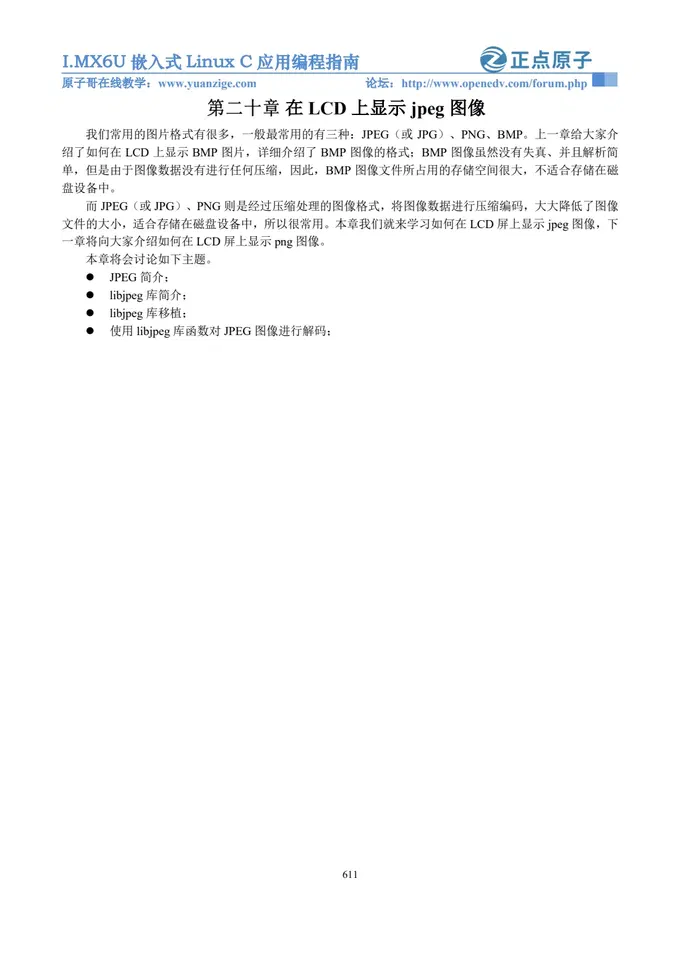 I.MX6U 嵌入式 Linux C 应用编程指南
正点原子
原子哥在线教学：www.yuanzige.com
论坛：http://www.openedv.com/forum.php
第二十章 在 LCD 上显示 jpeg 图像
我们常用的图片格式有很多，一般最常用的有三种：JPEG（或 JPG）、PNG、BMP。上一章给大家介
绍了如何在 LCD 上显示 BMP 图片，详细介绍了 BMP 图像的格式；BMP 图像虽然没有失真、并且解析简
单，但是由于图像数据没有进行任何压缩，因此，BMP 图像文件所占用的存储空间很大，不适合存储在磁
盘设备中。
而 JPEG（或 JPG）、PNG 则是经过压缩处理的图像格式，将图像数据进行压缩编码，大大降低了图像
文件的大小，适合存储在磁盘设备中，所以很常用。本章我们就来学习如何在 LCD 屏上显示 jpeg 图像，下
一章将向大家介绍如何在 LCD 屏上显示 png 图像。
本章将会讨论如下主题。
● JPEG 简介；
● libjpeg 库简介；
● libjpeg 库移植；
● 使用 libjpeg 库函数对 JPEG 图像进行解码；
611